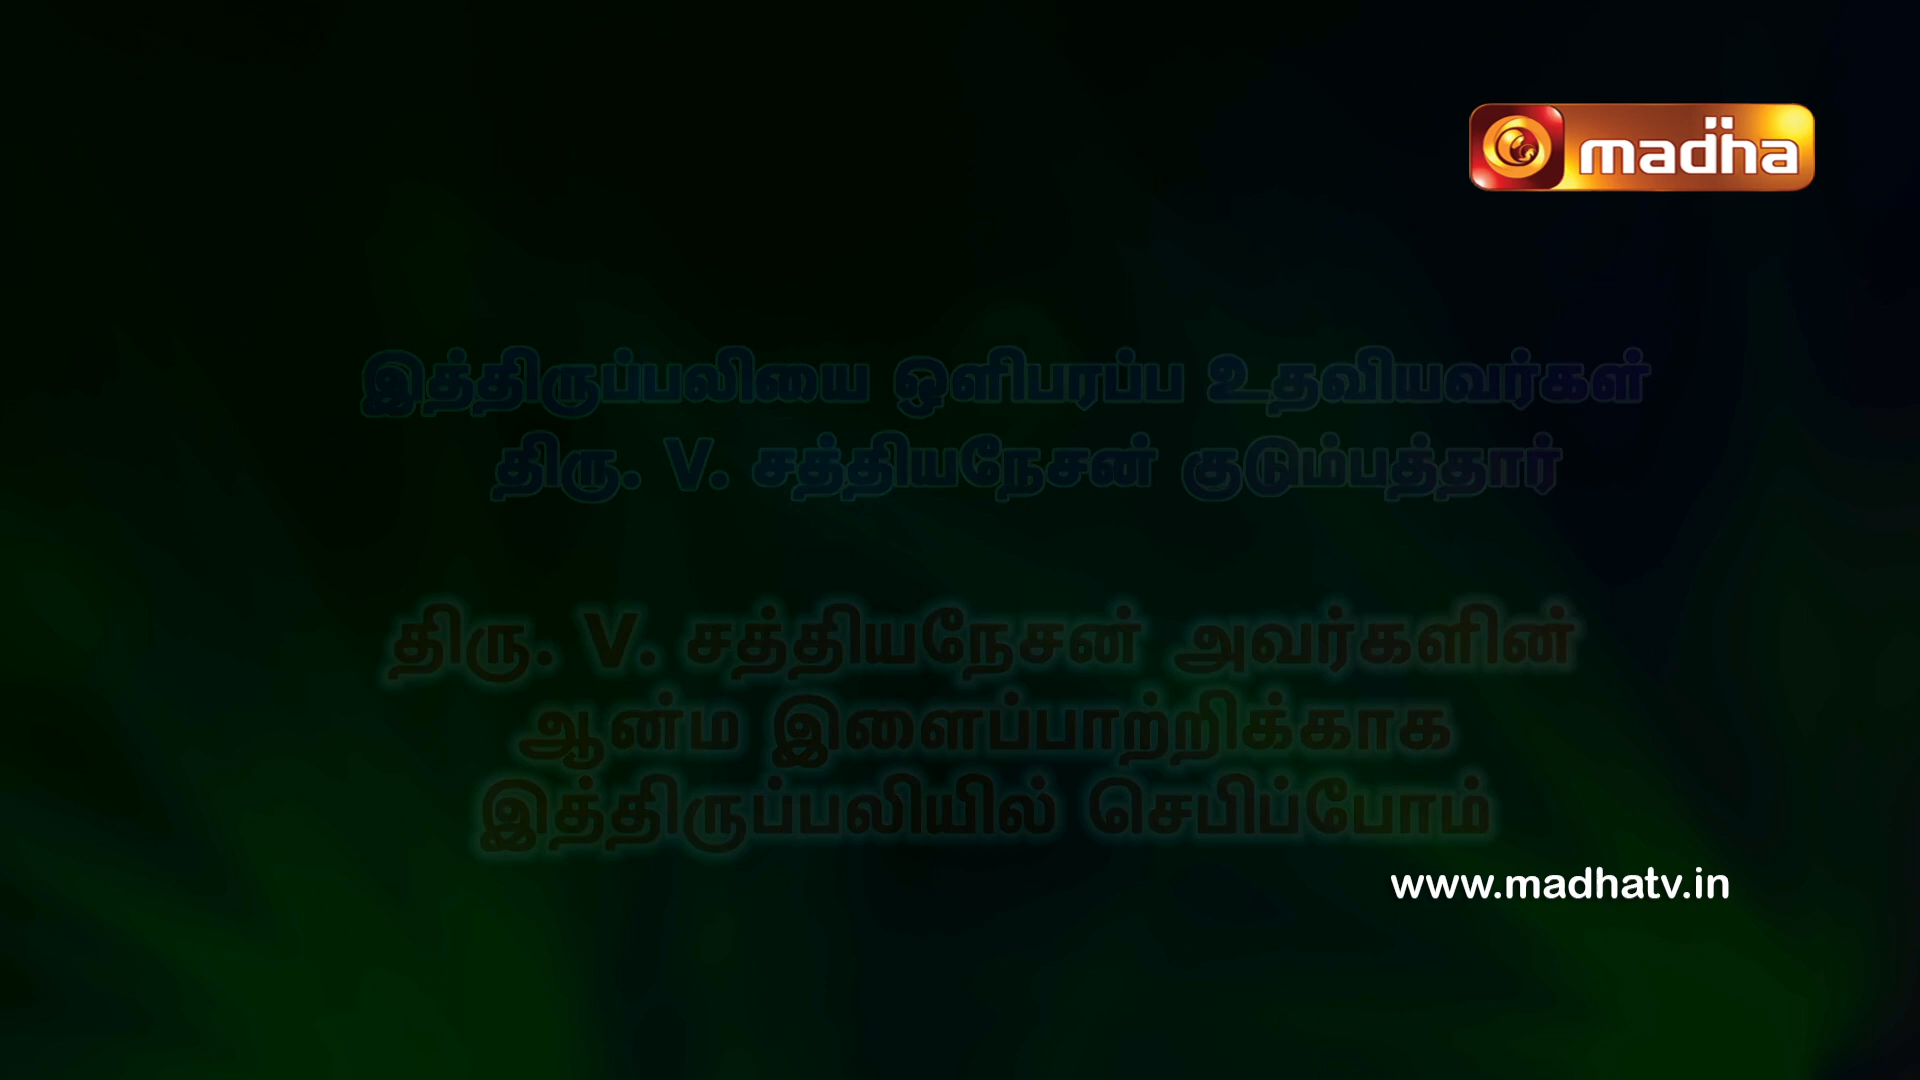 madha
இத்திருப்பலியை ஒளிபரப்ப உதவியவர்கள்
திரு. V. சத்தியநேசன் குடும்பத்தார்
திரு. V. சத்தியநேசன் அவர்களின்
ஆன்ம இளைப்பாற்றிக்காக
இத்திருப்பலியில் செபிப்போம்
www.madhatv.in